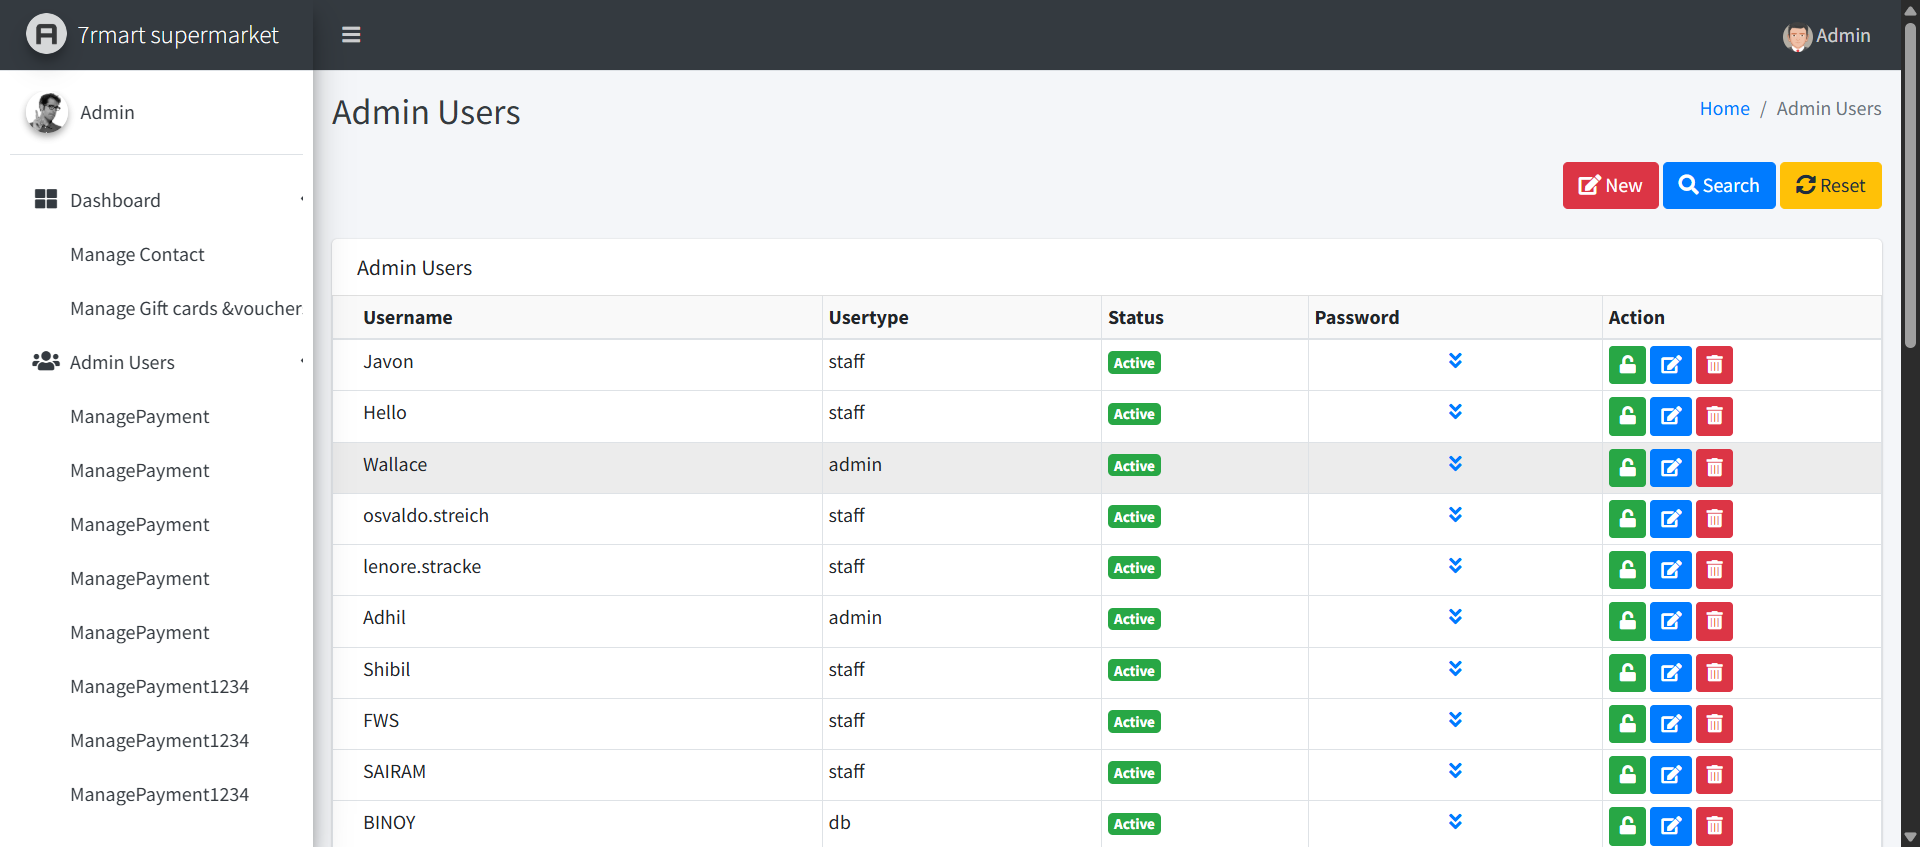 7rmart supermarket
Admin
Admin
Admin Users
Home / Admin Users
New Search Reset
Dashboard
Manage Contact
Manage Gift cards &voucher
Admin Users
ManagePayment
ManagePayment
ManagePayment
ManagePayment
ManagePayment
ManagePayment1234
ManagePayment1234
ManagePayment1234
Admin Users
Username Usertype Status Password Action
Javon staff Active
Hello staff Active
Wallace admin Active
osvaldo.streich staff Active
lenore.stracke staff Active
Adhil admin Active
Shibil staff Active
FWS staff Active
SAIRAM staff Active
BINOY db Active